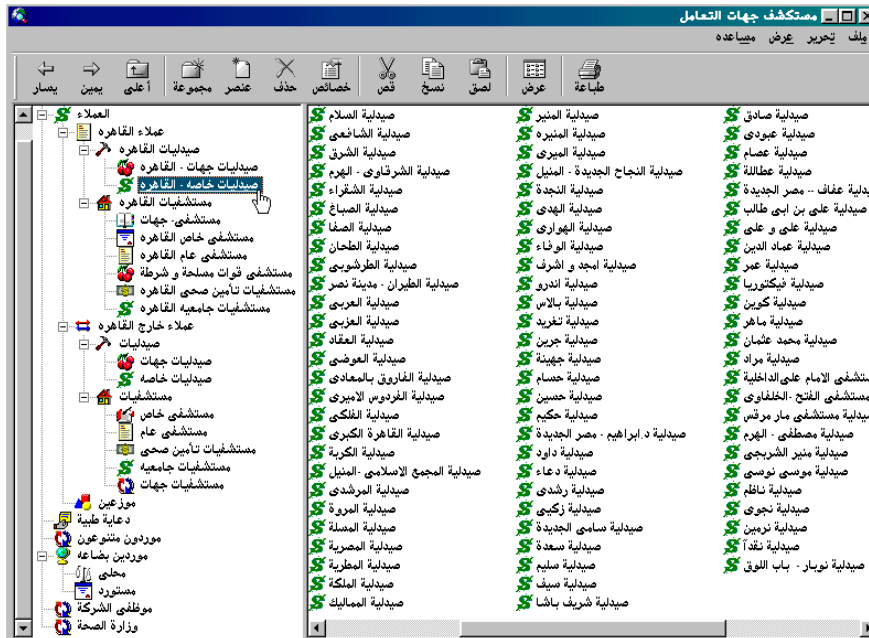 مستكشف جهات التعامل
ملف تحرير عرض مساعده
طباعة عرض لصق نسخ قص خصائص حذف عنصر مجموعة أعلى يمين يسار
صيدلية صادق
صيدلية عبودى
صيدلية عصام
صيدلية عطاللة
عفاف -- مصر الجديدة
صيدلية على بن ابى طالب
صيدلية على و على
صيدلية عماد الدين
صيدلية عمر
صيدلية فيكتوريا
صيدلية كوين
صيدلية ماهر
صيدلية محمد عثمان
صيدلية مراد
الامام على الداخلية
مستشفى الفتح -الخلفاوى
صيدلية مستشفى مار مرقس
صيدلية مصطفى - الهرم
صيدلية منير الشربجى
صيدلية موسى نوسى
صيدلية ناظم
صيدلية نجوى
صيدلية نرمين
صيدلية نقدآ
صيدلية نوبار - باب اللوق
صيدلية المنير
صيدلية المنيره
صيدلية الميرى
صيدلية النجاح الجديدة - المنيل
صيدلية النجدة
صيدلية الهدى
صيدلية الهوارى
صيدلية الوفاء
صيدلية امجد و اشرف
صيدلية اندرو
صيدلية بالاس
صيدلية تغريد
صيدلية جرين
صيدلية جهينة
صيدلية حسام
صيدلية حسين
صيدلية حكيم
صيدلية د.ابراهيم - مصر الجديدة
صيدلية داود
صيدلية دعاء
صيدلية رشدى
صيدلية زكيى
صيدلية سامى الجديدة
صيدلية سعدة
صيدلية سليم
صيدلية سيف
صيدلية شريف باشا
صيدلية السلام
صيدلية الشافعى
صيدلية الشرق
صيدلية الشرقاوى - الهرم
صيدلية الشقراء
صيدلية الصباغ
صيدلية الصفا
صيدلية الطحان
صيدلية الطرشوبى
صيدلية الطيران - مدينة نصر
صيدلية العربى
صيدلية العزبى
صيدلية العقاد
صيدلية العوضى
صيدلية الفاروق بالمعادى
صيدلية الفردوس الاميرى
صيدلية الفلكى
صيدلية القاهرة الكبرى
صيدلية الكربة
صيدلية المجمع الاسلامى -المنيل
صيدلية المرشدى
صيدلية المروة
صيدلية المسلة
صيدلية المصرية
صيدلية المطرية
صيدلية الملكة
صيدلية المماليك
العملاء
عملاء القاهره
صيدليات القاهره
صيدليات جهات - القاهره
صيدليات خاصه - القاهره
مستشفيات القاهره
مستشفى- جهات
مستشفى خاص القاهره
مستشفى عام القاهره
مستشفى قوات مسلحة و شرطة
مستشفيات تأمين صحى القاهره
مستشفيات جامعيه القاهره
عملاء خارج القاهره
صيدليات
صيدليات جهات
صيدليات خاصه
مستشفيات
مستشفى خاص
مستشفى عام
مستشفيات تأمين صحى
مستشفيات جامعيه
مستشفيات جهات
موزعين
دعاية طبية
موردون متنوعون
موردين بضاعه
محلى
مستورد
موظفى الشركة
وزارة الصحة